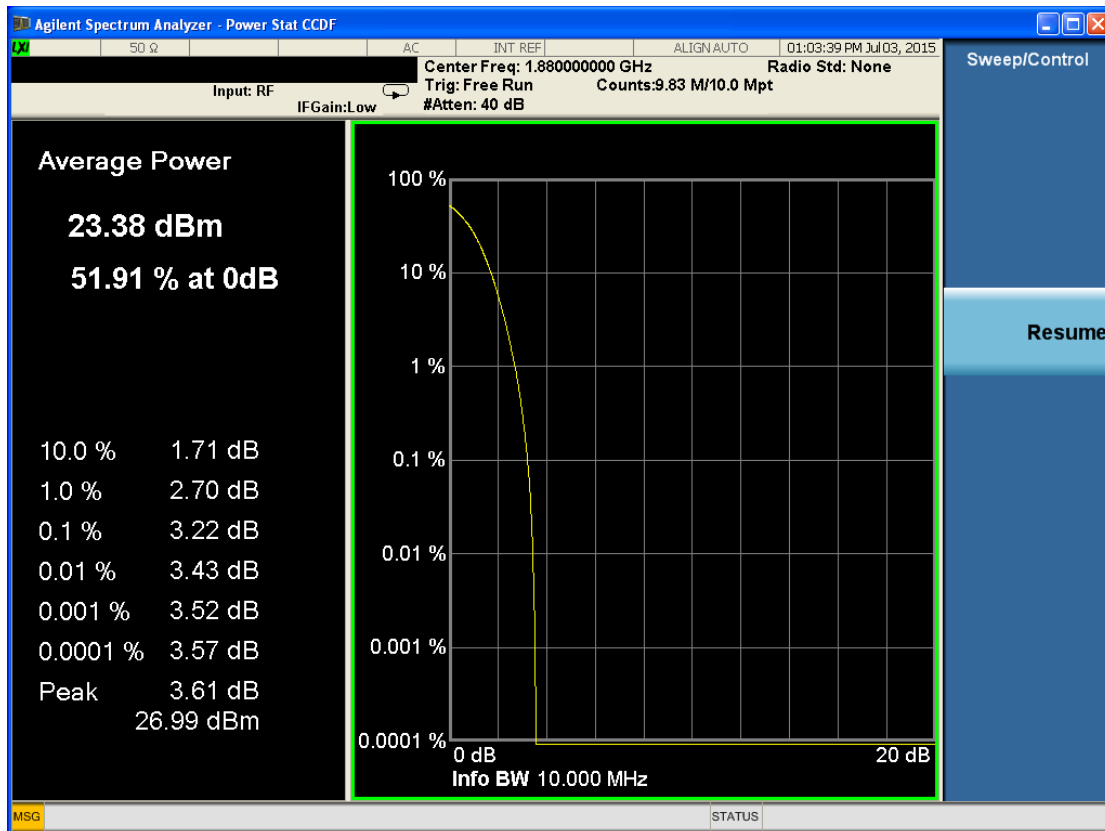 Agilent Spectrum Analyzer - Power Stat CCDF
LXI 50 Ω AC INT REF ALIGN AUTO 01:03:39 PM Jul 03, 2015
Center Freq: 1.880000000 GHz Radio Std: None
Input: RF Trig: Free Run Counts:9.83 M/10.0 Mpt
IFGain:Low #Atten: 40 dB
Sweep/Control
Resume
Average Power
23.38 dBm
51.91 % at 0dB
10.0 % 1.71 dB
1.0 % 2.70 dB
0.1 % 3.22 dB
0.01 % 3.43 dB
0.001 % 3.52 dB
0.0001 % 3.57 dB
Peak 3.61 dB
26.99 dBm
100 %
10 %
1 %
0.1 %
0.01 %
0.001 %
0.0001 %
0 dB 20 dB
Info BW 10.000 MHz
MSG STATUS